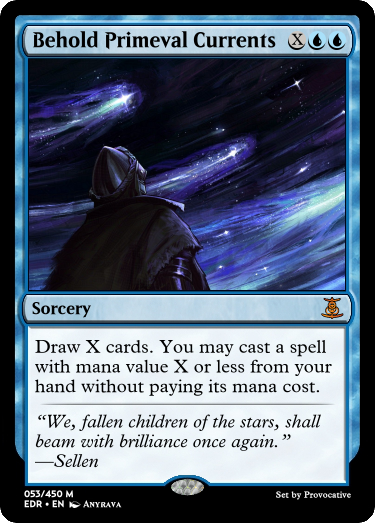 Behold Primeval Currents X
Sorcery
Draw X cards. You may cast a spell
with mana value X or less from your
hand without paying its mana cost.
“We, fallen children of the stars, shall
beam with brilliance once again.”
—Sellen
053/450 M
EDR • EN Anyrava
Set by Provocative